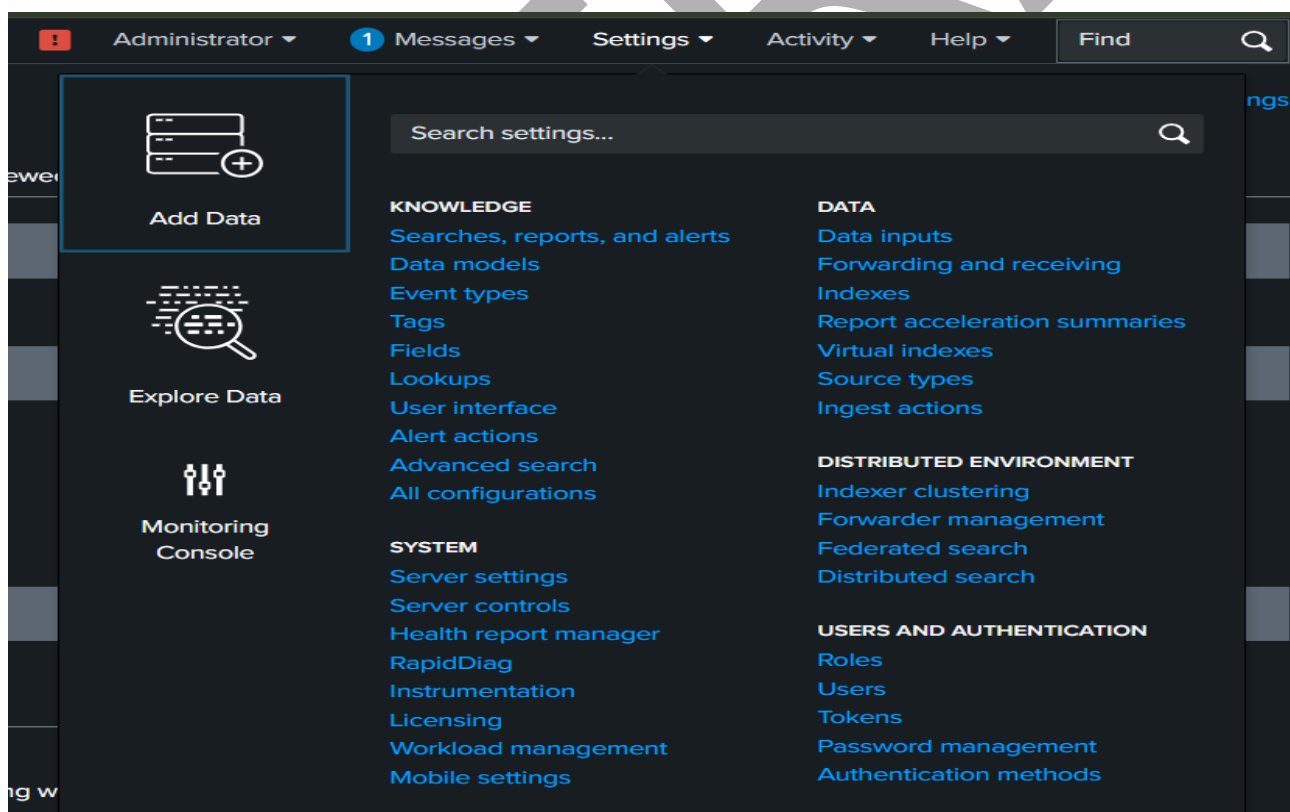 ! Administrator 1 Messages Settings Activity Help Find
ngs
Search settings...
Add Data
Explore Data
Monitoring
Console
KNOWLEDGE
Searches, reports, and alerts
Data models
Event types
Tags
Fields
Lookups
User interface
Alert actions
Advanced search
All configurations
SYSTEM
Server settings
Server controls
Health report manager
RapidDiag
Instrumentation
Licensing
Workload management
Mobile settings
DATA
Data inputs
Forwarding and receiving
Indexes
Report acceleration summaries
Virtual indexes
Source types
Ingest actions
DISTRIBUTED ENVIRONMENT
Indexer clustering
Forwarder management
Federated search
Distributed search
USERS AND AUTHENTICATION
Roles
Users
Tokens
Password management
Authentication methods